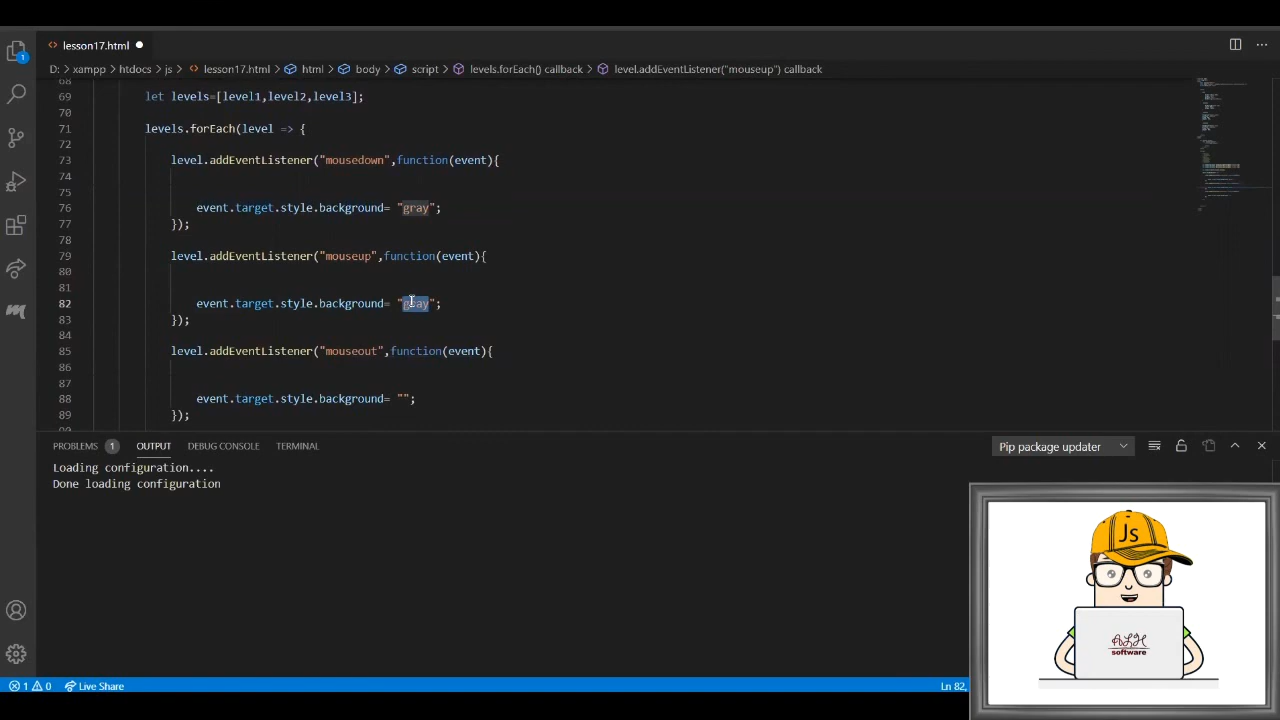 lesson17.html
D: > xampp > htdocs > js > lesson17.html > html > body > script > levels.forEach() callback > level.addEventListener("mouseup") callback
68
69 let levels=[level1,level2,level3];
70
71 levels.forEach(level => {
72
73 level.addEventListener("mousedown",function(event){
74
75
76 event.target.style.background= "gray";
77 });
78
79 level.addEventListener("mouseup",function(event){
80
81
82 event.target.style.background= "gray";
83 });
84
85 level.addEventListener("mouseout",function(event){
86
87
88 event.target.style.background= "";
89 });
90
PROBLEMS 1 OUTPUT DEBUG CONSOLE TERMINAL Pip package updater
Loading configuration....
Done loading configuration
1 0 Live Share Ln 82,
1
Js
ALH
software